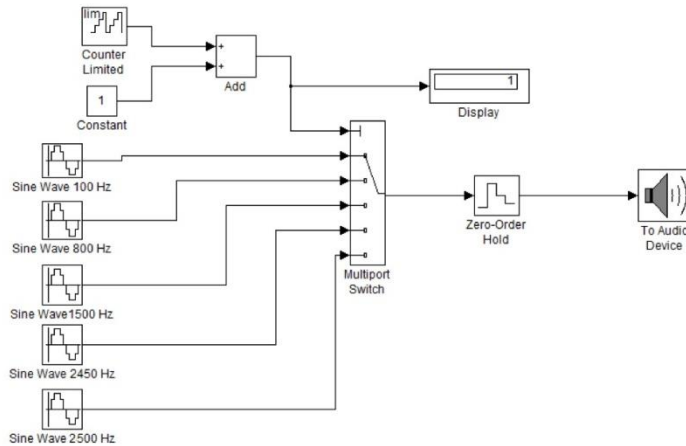 lim
Counter
Limited
+
+
Add
1
Constant
1
Display
Sine Wave 100 Hz
Sine Wave 800 Hz
Sine Wave1500 Hz
Sine Wave 2450 Hz
Sine Wave 2500 Hz
Multiport
Switch
Zero-Order
Hold
To Audio
Device